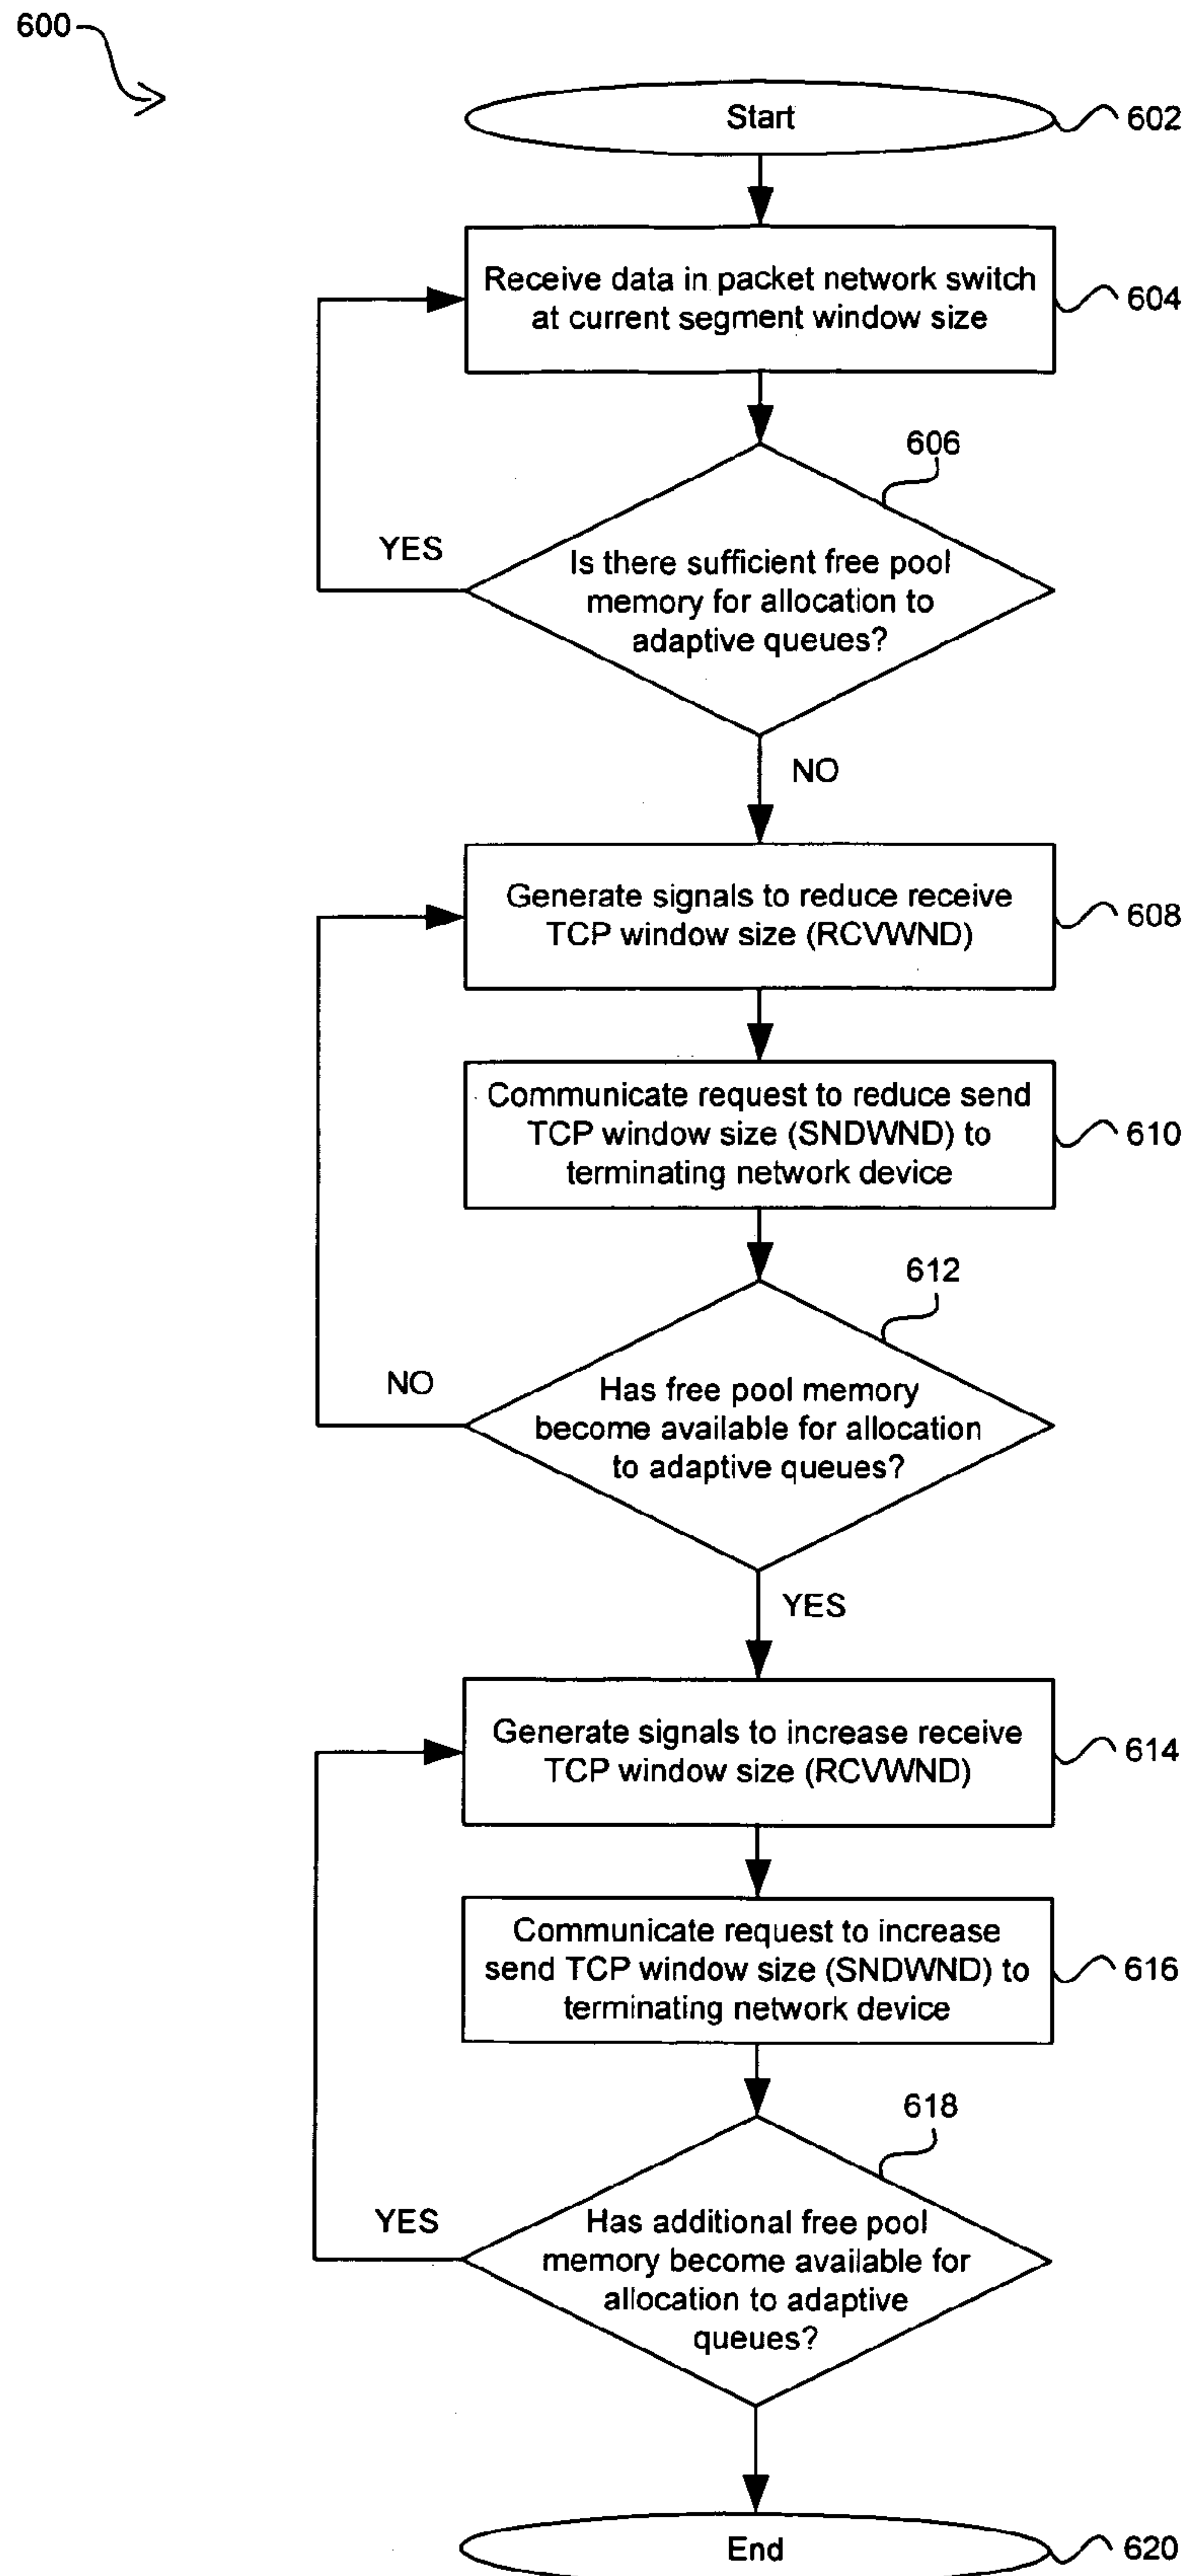 600
Start
602
Receive data in packet network switch
at current segment window size
604
606
YES
Is there sufficient free pool
memory for allocation to
adaptive queues?
NO
Generate signals to reduce receive
TCP window size (RCVWND)
608
Communicate request to reduce send
TCP window size (SNDWND) to
terminating network device
610
612
NO
Has free pool memory
become available for allocation
to adaptive queues?
YES
Generate signals to increase receive
TCP window size (RCVWND)
614
Communicate request to increase
send TCP window size (SNDWND) to
terminating network device
616
618
YES
Has additional free pool
memory become available for
allocation to adaptive
queues?
End
620